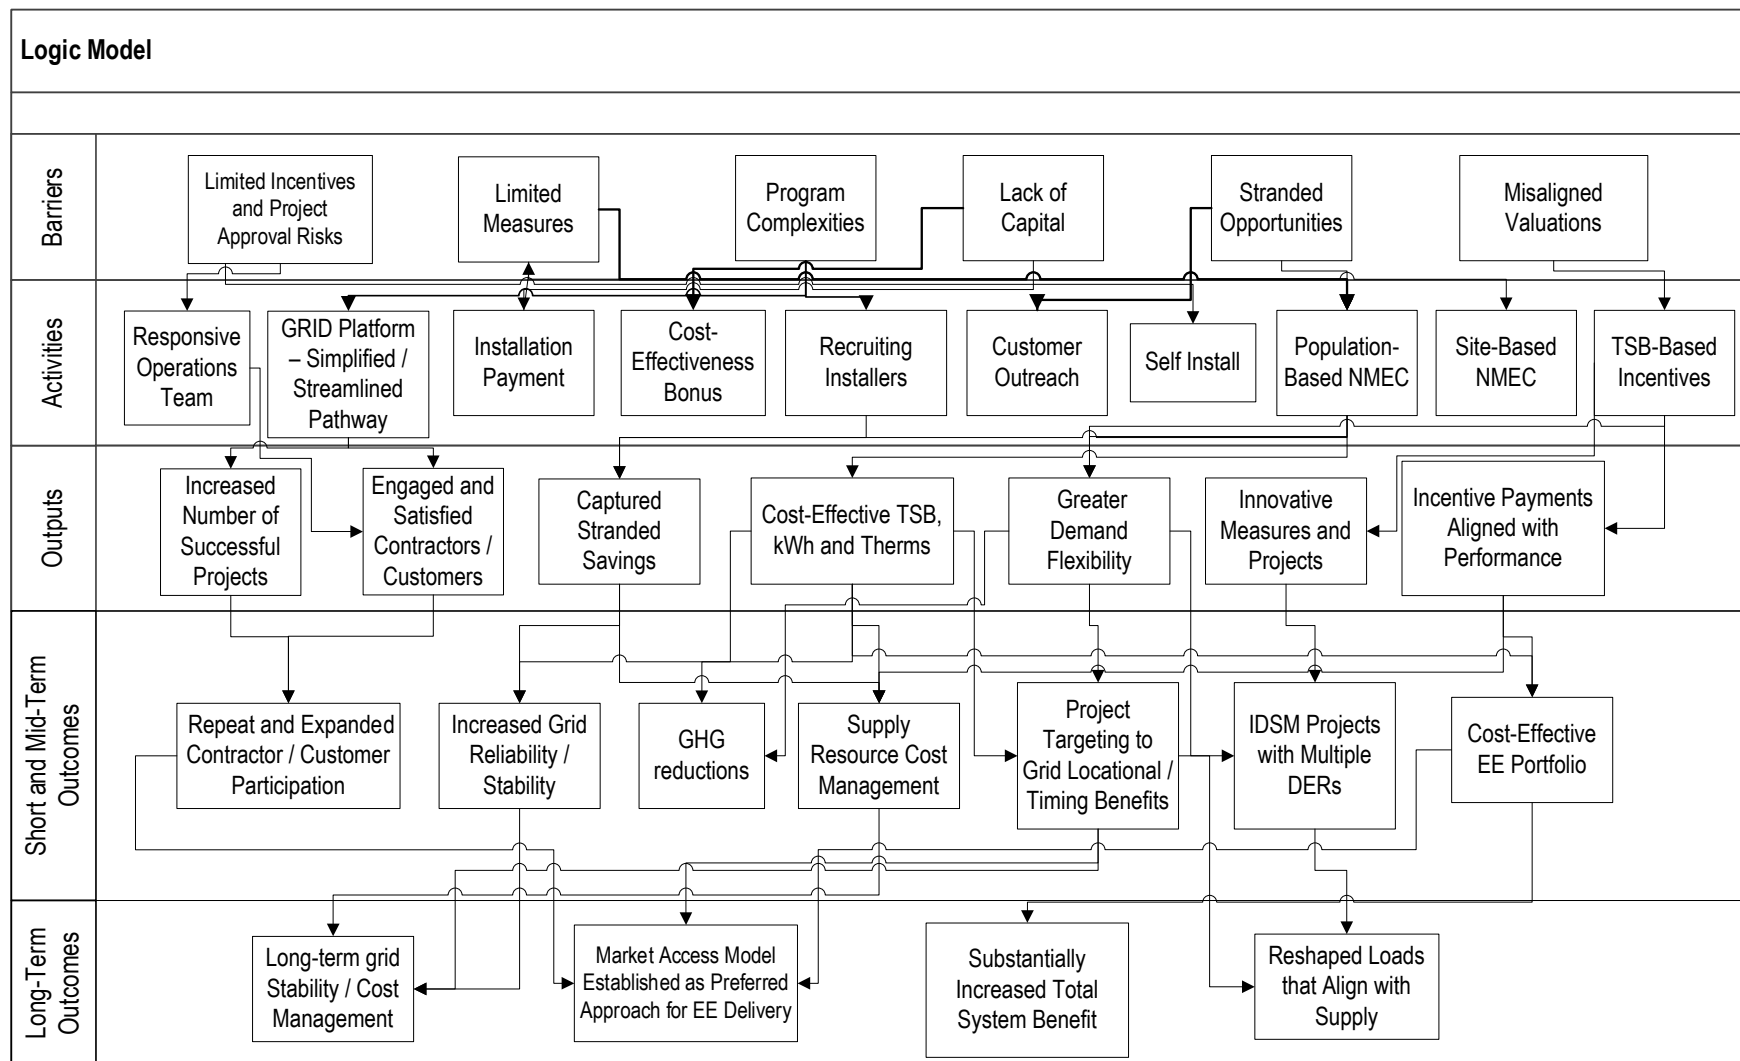 Logic Model
Barriers
Limited Incentives
and Project
Approval Risks
Limited
Measures
Program
Complexities
Lack of
Capital
Stranded
Opportunities
Misaligned
Valuations
Activities
Responsive
Operations
Team
GRID Platform
– Simplified /
Streamlined
Pathway
Installation
Payment
Cost-
Effectiveness
Bonus
Recruiting
Installers
Customer
Outreach
Self Install
Population-
Based NMEC
Site-Based
NMEC
TSB-Based
Incentives
Outputs
Increased
Number of
Successful
Projects
Engaged and
Satisfied
Contractors /
Customers
Captured
Stranded
Savings
Cost-Effective TSB,
kWh and Therms
Greater
Demand
Flexibility
Innovative
Measures and
Projects
Incentive Payments
Aligned with
Performance
Short and Mid-Term
Outcomes
Repeat and Expanded
Contractor / Customer
Participation
Increased Grid
Reliability /
Stability
GHG
reductions
Supply
Resource Cost
Management
Project
Targeting to
Grid Locational /
Timing Benefits
IDSM Projects
with Multiple
DERs
Cost-Effective
EE Portfolio
Long-Term
Outcomes
Long-term grid
Stability / Cost
Management
Market Access Model
Established as Preferred
Approach for EE Delivery
Substantially
Increased Total
System Benefit
Reshaped Loads
that Align with
Supply